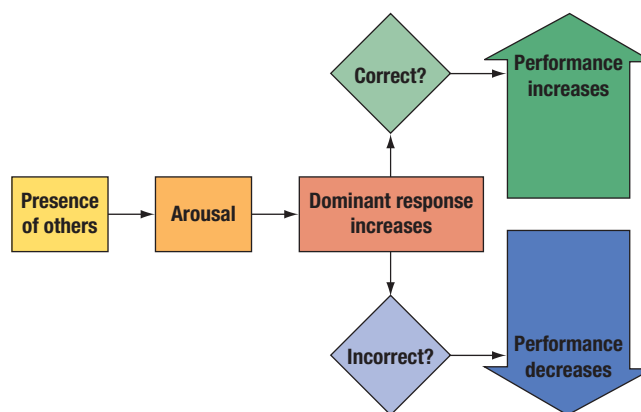 Correct?
Performance
increases
Presence
of others
Arousal
Dominant response
increases
Incorrect?
Performance
decreases